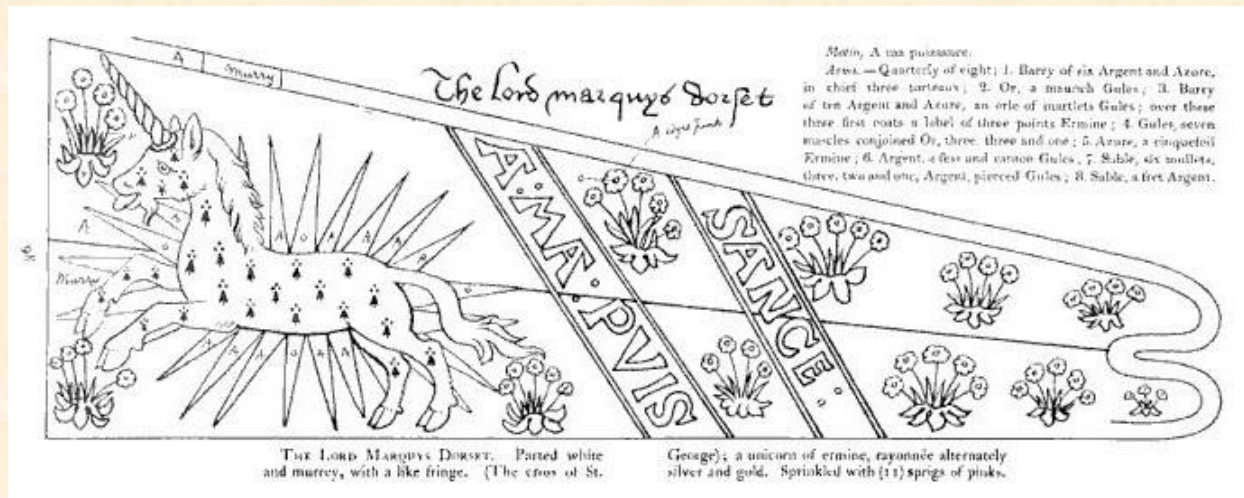 Motto, A ma puissance.
Arms.—Quarterly of eight; 1. Barry of six Argent and Azure,
in chief three torteaux; 2. Or, a maunch Gules; 3. Barry
of ten Argent and Azure, an orle of martlets Gules; over these
three first coats a label of three points Ermine; 4. Gules, seven
mascles conjoined Or, three, three and one; 5. Azure, a cinquefoil
Ermine; 6. Argent, a fess and canton Gules, 7. Sable, six mullets,
three, two and one, Argent, pierced Gules; 8. Sable, a fret Argent.
A
murry
The lord marquys dorset
A
A : MA · PVIS
SANCE :
A
O
A
A
A
A
Murry
A
A
O
A
A
THE LORD MARQUYS DORSET. Parted white
and murrey, with a like fringe. (The cross of St.
George); a unicorn of ermine, rayonnée alternately
silver and gold. Sprinkled with (11) sprigs of pinks.